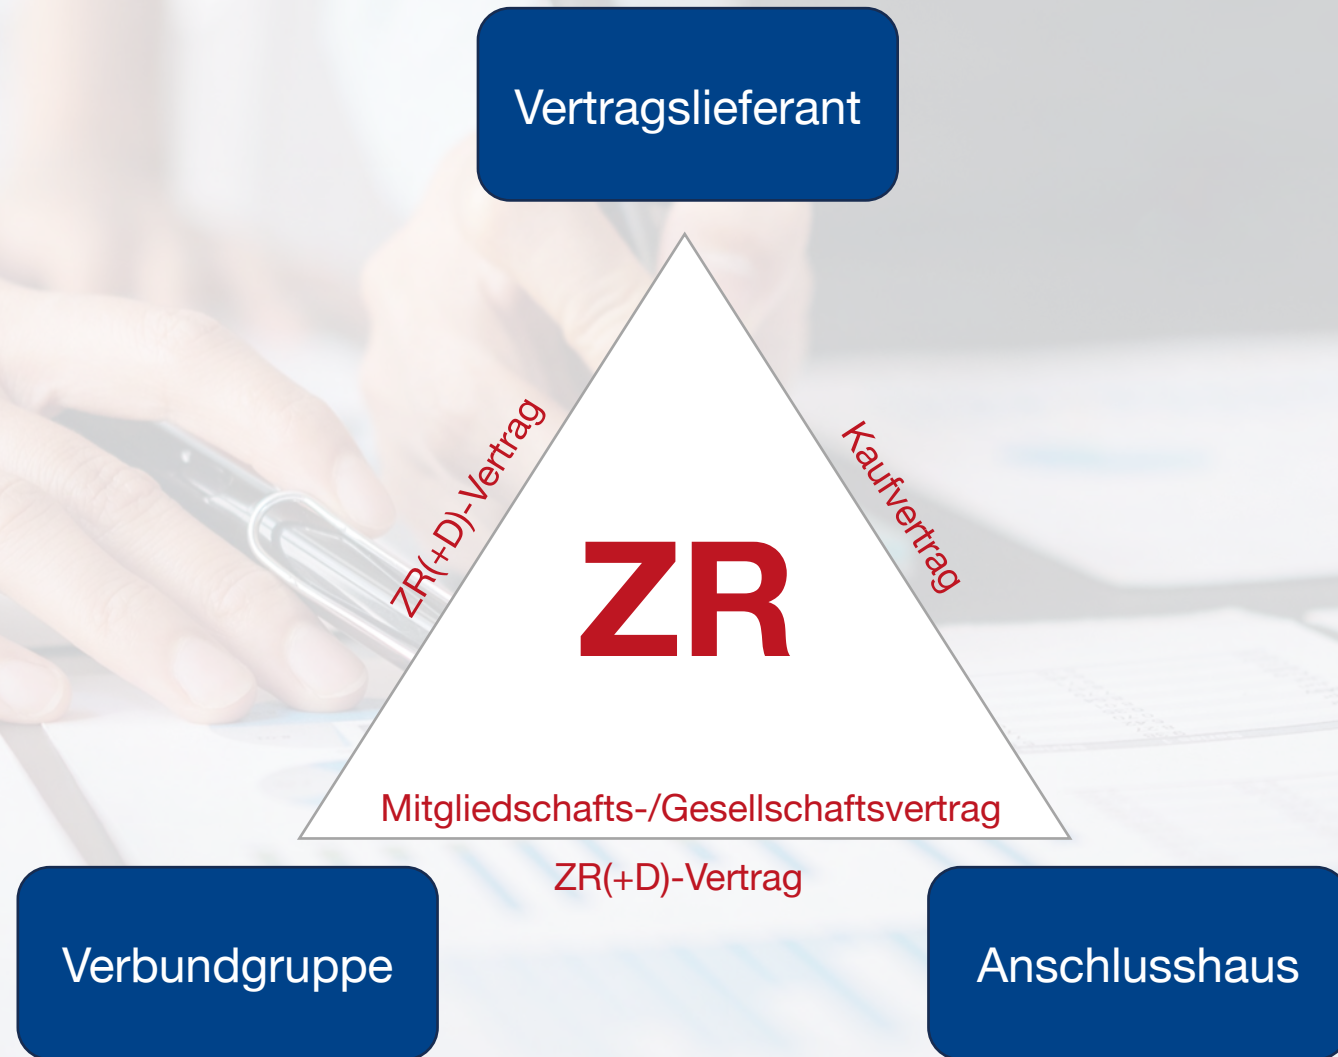 Vertragslieferant
ZR(+D)-Vertrag
Kaufvertrag
ZR
Mitgliedschafts-/Gesellschaftsvertrag
ZR(+D)-Vertrag
Verbundgruppe
Anschlusshaus